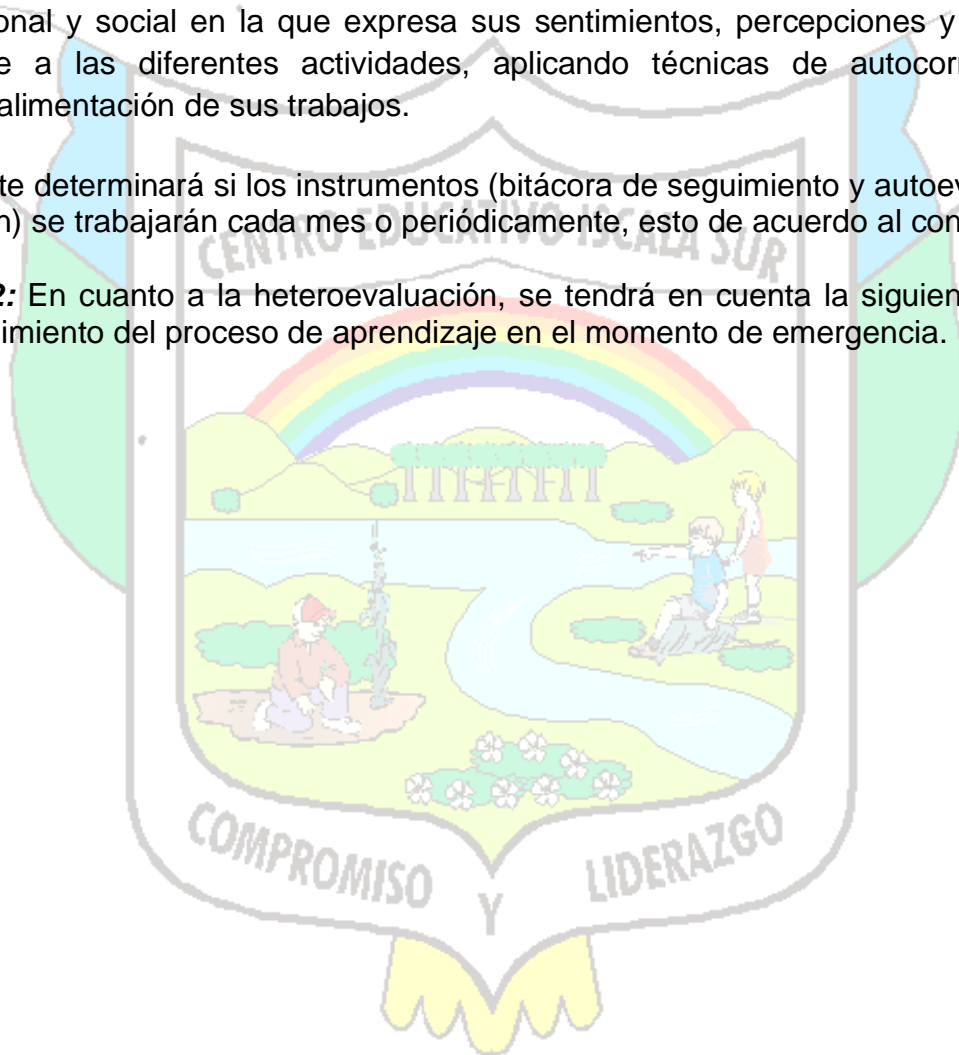 onal y social en la que expresa sus sentimientos, percepciones y
e a las diferentes actividades, aplicando técnicas de autocorr
alimentación de sus trabajos.
te determinará si los instrumentos (bitácora de seguimiento y autoev
n) se trabajarán cada mes o periódicamente, esto de acuerdo al con
2: En cuanto a la heteroevaluación, se tendrá en cuenta la siguien
imiento del proceso de aprendizaje en el momento de emergencia.
CENTRO EDUCATIVO ISCALA SUR
COMPROMISO Y LIDERAZGO